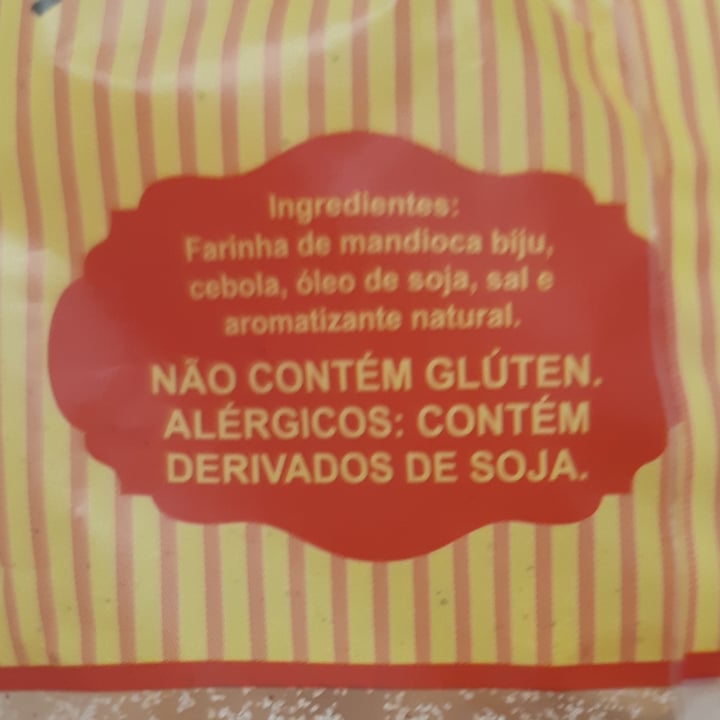 Ingredientes:
Farinha de mandioca biju,
cebola, óleo de soja, sal e
aromatizante natural.
NÃO CONTÉM GLÚTEN.
ALÉRGICOS: CONTÉM
DERIVADOS DE SOJA.